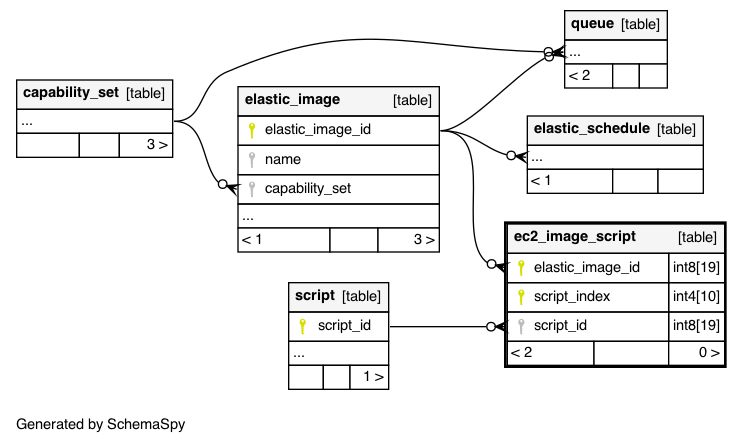 queue [table]
...
< 2
capability_set [table]
...
3 >
elastic_image [table]
elastic_image_id
name
capability_set
...
< 1 3 >
elastic_schedule [table]
...
< 1
ec2_image_script [table]
elastic_image_id int8[19]
script_index int4[10]
script_id int8[19]
< 2 0 >
script [table]
script_id
...
1 >
Generated by SchemaSpy